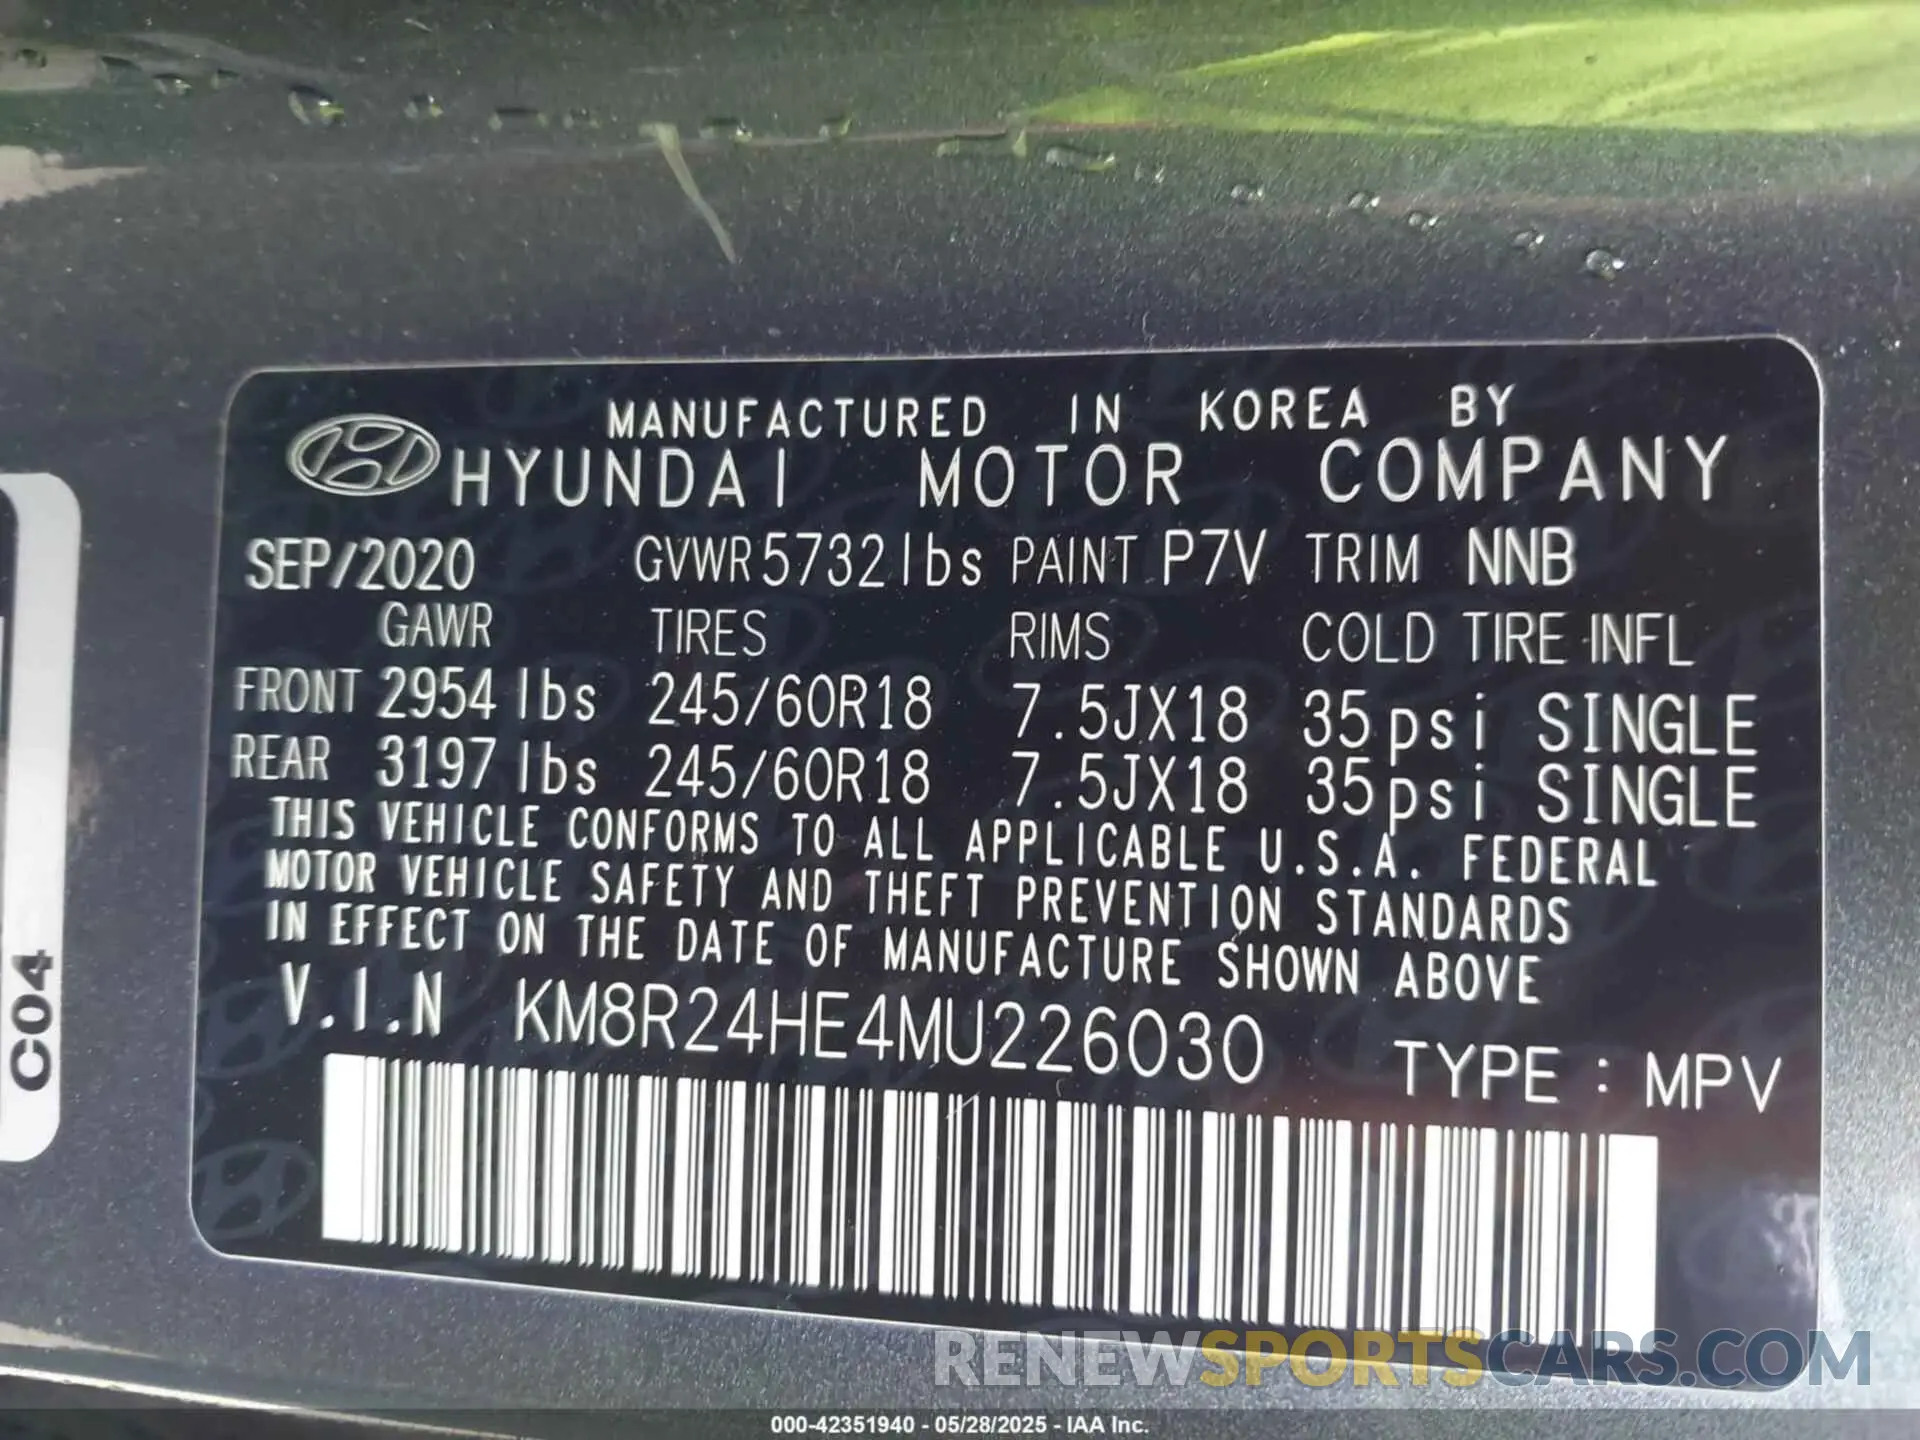 MANUFACTURED IN KOREA BY
HYUNDAI MOTOR COMPANY
SEP/2020 GVWR 5732 lbs PAINT P7V TRIM NNB
GAWR TIRES RIMS COLD TIRE INFL
FRONT 2954 lbs 245/60R18 7.5JX18 35psi SINGLE
REAR 3197 lbs 245/60R18 7.5JX18 35psi SINGLE
THIS VEHICLE CONFORMS TO ALL APPLICABLE U.S.A. FEDERAL
MOTOR VEHICLE SAFETY AND THEFT PREVENTION STANDARDS
IN EFFECT ON THE DATE OF MANUFACTURE SHOWN ABOVE
V.I.N KM8R24HE4MU226030 TYPE : MPV
C04
RENEWSPORTSCARS.COM
000-42351940 - 05/28/2025 - IAA Inc.